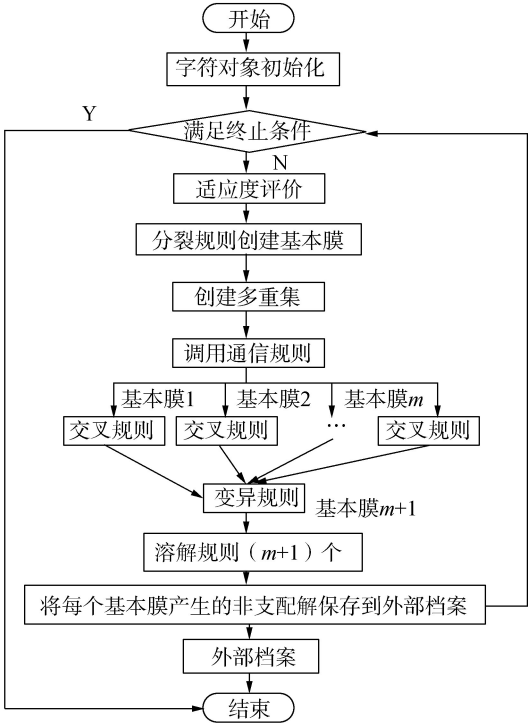 开始
字符对象初始化
Y
满足终止条件
N
适应度评价
分裂规则创建基本膜
创建多重集
调用通信规则
基本膜1 基本膜2 基本膜m
交叉规则 交叉规则 … 交叉规则
变异规则
基本膜m+1
溶解规则（m+1）个
将每个基本膜产生的非支配解保存到外部档案
外部档案
结束